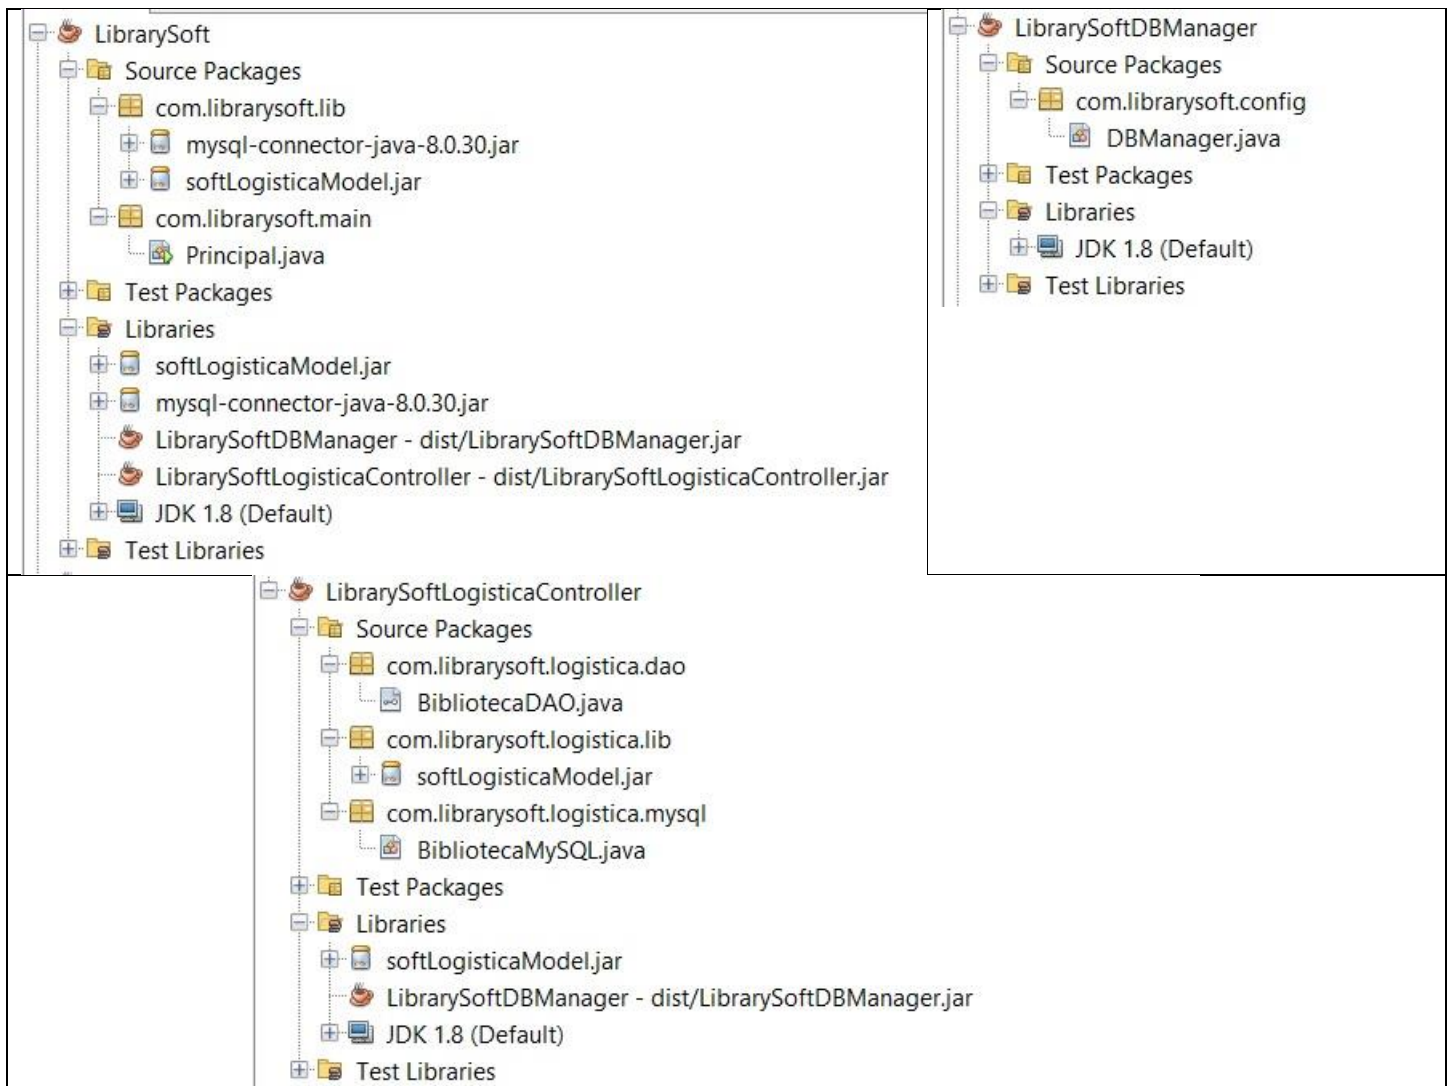 LibrarySoft
Source Packages
com.librarysoft.lib
mysql-connector-java-8.0.30.jar
softLogisticaModel.jar
com.librarysoft.main
Principal.java
Test Packages
Libraries
softLogisticaModel.jar
mysql-connector-java-8.0.30.jar
LibrarySoftDBManager - dist/LibrarySoftDBManager.jar
LibrarySoftLogisticaController - dist/LibrarySoftLogisticaController.jar
JDK 1.8 (Default)
Test Libraries
LibrarySoftDBManager
Source Packages
com.librarysoft.config
DBManager.java
Test Packages
Libraries
JDK 1.8 (Default)
Test Libraries
LibrarySoftLogisticaController
Source Packages
com.librarysoft.logistica.dao
BibliotecaDAO.java
com.librarysoft.logistica.lib
softLogisticaModel.jar
com.librarysoft.logistica.mysql
BibliotecaMySQL.java
Test Packages
Libraries
softLogisticaModel.jar
LibrarySoftDBManager - dist/LibrarySoftDBManager.jar
JDK 1.8 (Default)
Test Libraries